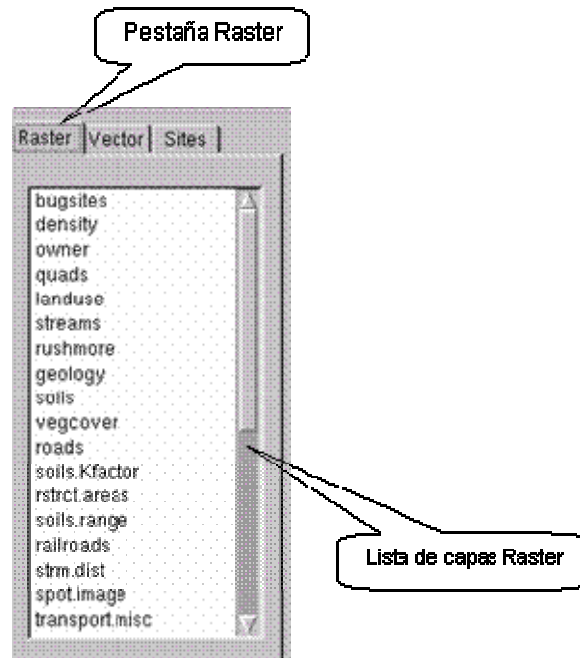 Pestaña Raster
Raster Vector Sites
bugsites
density
owner
quads
landuse
streams
rushmore
geology
soils
vegcover
roads
soils.Kfactor
rstrct.areas
soils.range
railroads
strm.dist
spot.image
transport.misc
Lista de capas Raster